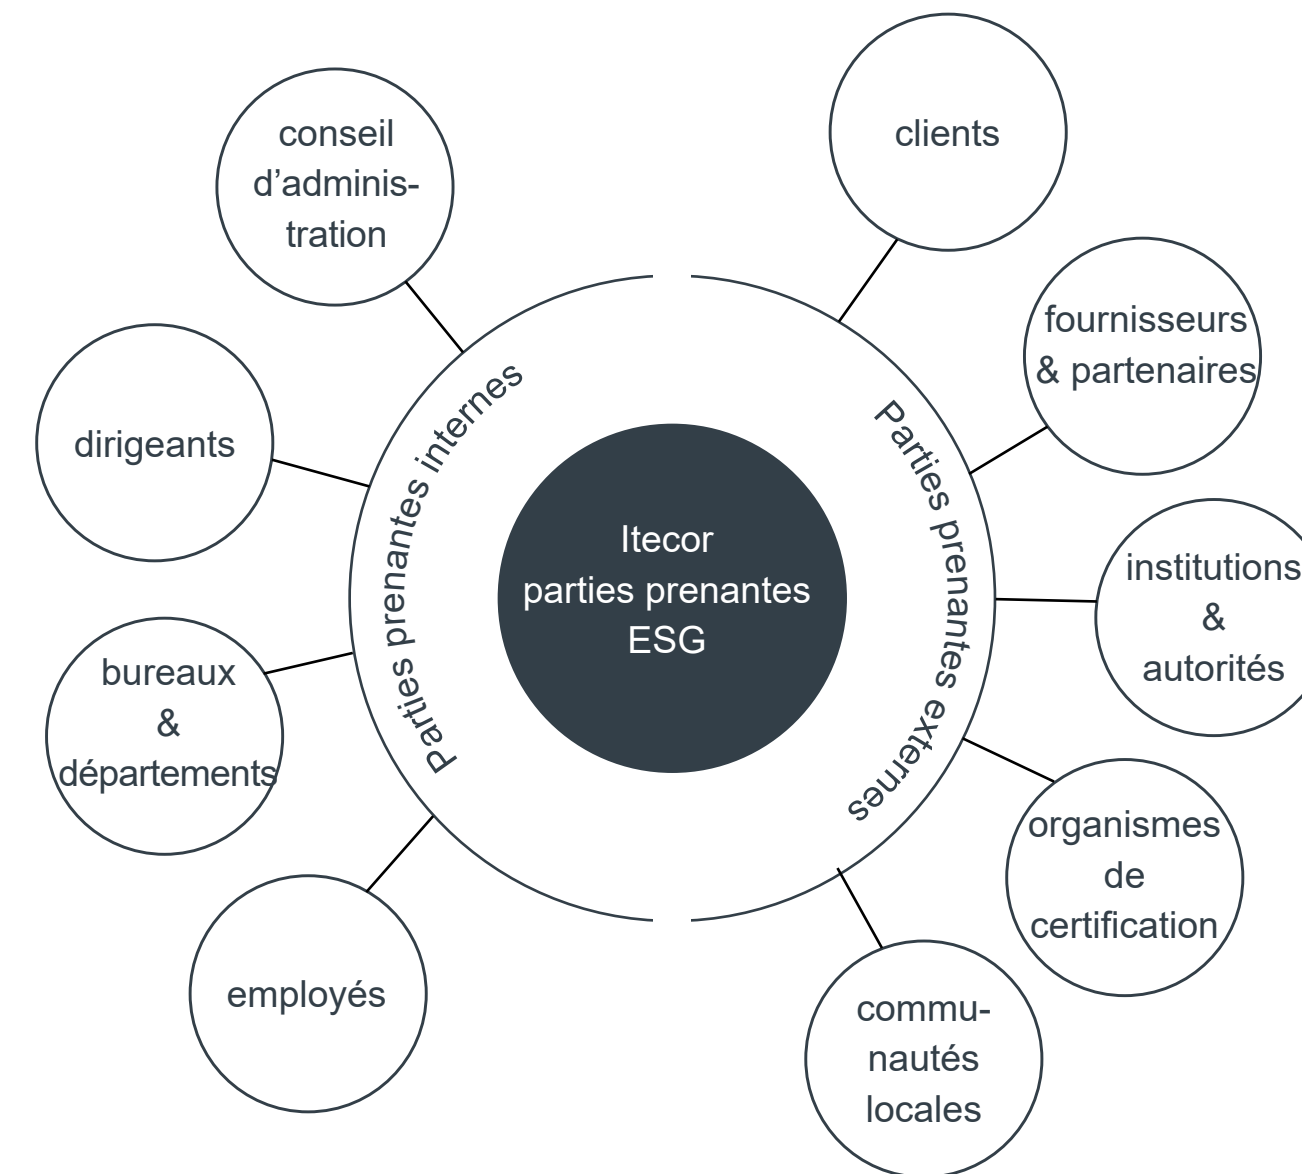 conseil
d’adminis-
tration
dirigeants
bureaux
&
départements
employés
Parties prenantes internes
Itecor
parties prenantes
ESG
Parties prenantes externes
clients
fournisseurs
& partenaires
institutions
&
autorités
organismes
de
certification
commu-
nautés
locales